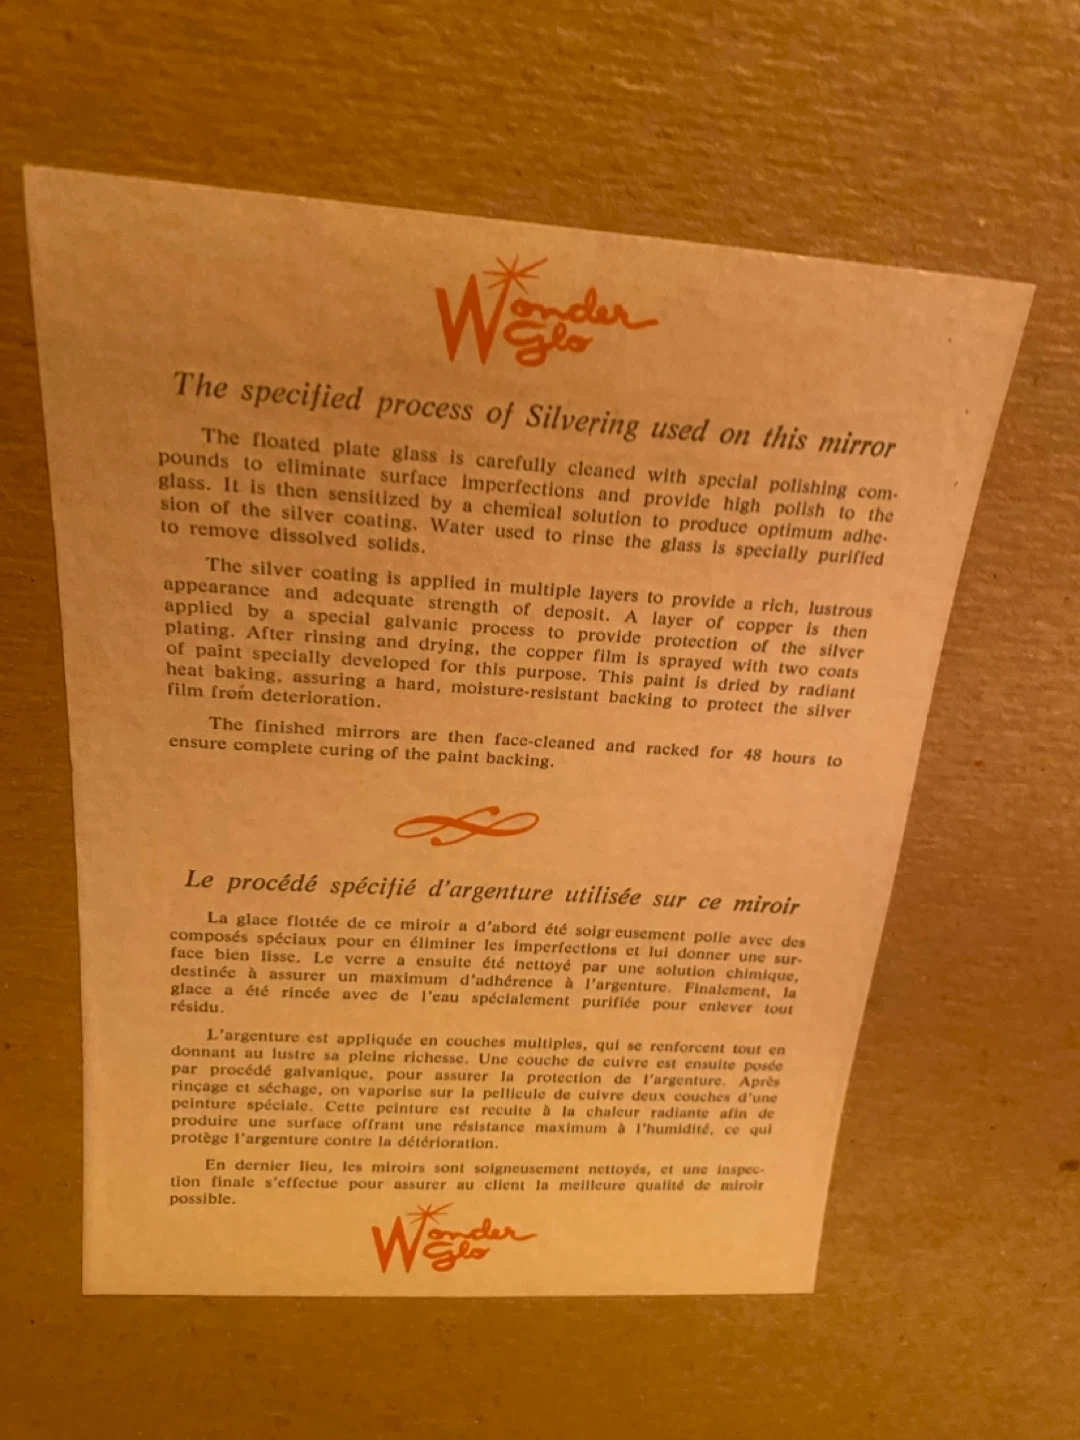 Wonder
Glo
The specified process of Silvering used on this mirror
The floated plate glass is carefully cleaned with special polishing com-
pounds to eliminate surface imperfections and provide high polish to the
glass. It is then sensitized by a chemical solution to produce optimum adhe-
sion of the silver coating. Water used to rinse the glass is specially purified
to remove dissolved solids.
The silver coating is applied in multiple layers to provide a rich, lustrous
appearance and adequate strength of deposit. A layer of copper is then
applied by a special galvanic process to provide protection of the silver
plating. After rinsing and drying, the copper film is sprayed with two coats
of paint specially developed for this purpose. This paint is dried by radiant
heat baking, assuring a hard, moisture-resistant backing to protect the silver
film from deterioration.
The finished mirrors are then face-cleaned and racked for 48 hours to
ensure complete curing of the paint backing.
Le procédé spécifié d'argenture utilisée sur ce miroir
La glace flottée de ce miroir a d'abord été soigreusement polie avec des
composés spéciaux pour en éliminer les imperfections et lui donner une sur-
face bien lisse. Le verre a ensuite été nettoyé par une solution chimique,
destinée à assurer un maximum d'adhérence à l'argenture. Finalement, la
glace a été rincée avec de l'eau spécialement purifiée pour enlever tout
résidu.
L'argenture est appliquée en couches multiples, qui se renforcent tout en
donnant au lustre sa pleine richesse. Une couche de cuivre est ensuite posée
par procédé galvanique, pour assurer la protection de l'argenture. Après
rinçage et séchage, on vaporise sur la pellicule de cuivre deux couches d'une
peinture spéciale. Cette peinture est recuite à la chaleur radiante afin de
produire une surface offrant une résistance maximum à l'humidité, ce qui
protège l'argenture contre la détérioration.
En dernier lieu, les miroirs sont soigneusement nettoyés, et une inspec-
tion finale s'effectue pour assurer au client la meilleure qualité de miroir
possible.
Wonder
Glo